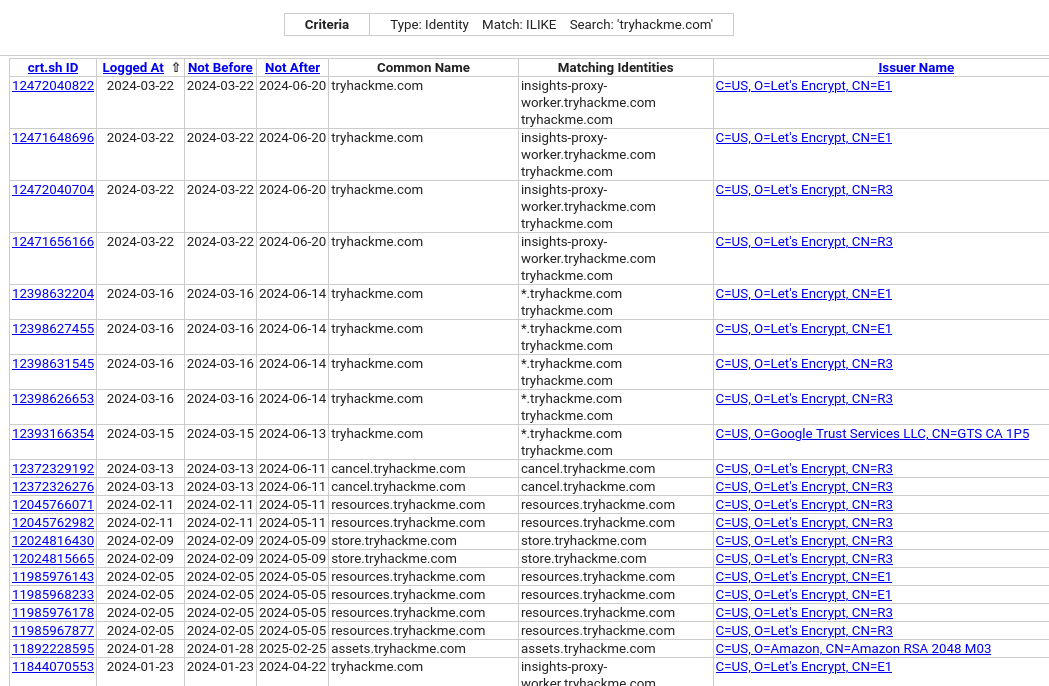 Criteria Type: Identity Match: ILIKE Search: 'tryhackme.com'
crt.sh ID Logged At ⇧ Not Before Not After Common Name Matching Identities Issuer Name
12472040822 2024-03-22 2024-03-22 2024-06-20 tryhackme.com insights-proxy- C=US, O=Let's Encrypt, CN=E1
worker.tryhackme.com
tryhackme.com
12471648696 2024-03-22 2024-03-22 2024-06-20 tryhackme.com insights-proxy- C=US, O=Let's Encrypt, CN=E1
worker.tryhackme.com
tryhackme.com
12472040704 2024-03-22 2024-03-22 2024-06-20 tryhackme.com insights-proxy- C=US, O=Let's Encrypt, CN=R3
worker.tryhackme.com
tryhackme.com
12471656166 2024-03-22 2024-03-22 2024-06-20 tryhackme.com insights-proxy- C=US, O=Let's Encrypt, CN=R3
worker.tryhackme.com
tryhackme.com
12398632204 2024-03-16 2024-03-16 2024-06-14 tryhackme.com *.tryhackme.com C=US, O=Let's Encrypt, CN=E1
tryhackme.com
12398627455 2024-03-16 2024-03-16 2024-06-14 tryhackme.com *.tryhackme.com C=US, O=Let's Encrypt, CN=E1
tryhackme.com
12398631545 2024-03-16 2024-03-16 2024-06-14 tryhackme.com *.tryhackme.com C=US, O=Let's Encrypt, CN=R3
tryhackme.com
12398626653 2024-03-16 2024-03-16 2024-06-14 tryhackme.com *.tryhackme.com C=US, O=Let's Encrypt, CN=R3
tryhackme.com
12393166354 2024-03-15 2024-03-15 2024-06-13 tryhackme.com *.tryhackme.com C=US, O=Google Trust Services LLC, CN=GTS CA 1P5
tryhackme.com
12372329192 2024-03-13 2024-03-13 2024-06-11 cancel.tryhackme.com cancel.tryhackme.com C=US, O=Let's Encrypt, CN=R3
12372326276 2024-03-13 2024-03-13 2024-06-11 cancel.tryhackme.com cancel.tryhackme.com C=US, O=Let's Encrypt, CN=R3
12045766071 2024-02-11 2024-02-11 2024-05-11 resources.tryhackme.com resources.tryhackme.com C=US, O=Let's Encrypt, CN=R3
12045762982 2024-02-11 2024-02-11 2024-05-11 resources.tryhackme.com resources.tryhackme.com C=US, O=Let's Encrypt, CN=R3
12024816430 2024-02-09 2024-02-09 2024-05-09 store.tryhackme.com store.tryhackme.com C=US, O=Let's Encrypt, CN=R3
12024815665 2024-02-09 2024-02-09 2024-05-09 store.tryhackme.com store.tryhackme.com C=US, O=Let's Encrypt, CN=R3
11985976143 2024-02-05 2024-02-05 2024-05-05 resources.tryhackme.com resources.tryhackme.com C=US, O=Let's Encrypt, CN=E1
11985968233 2024-02-05 2024-02-05 2024-05-05 resources.tryhackme.com resources.tryhackme.com C=US, O=Let's Encrypt, CN=E1
11985976178 2024-02-05 2024-02-05 2024-05-05 resources.tryhackme.com resources.tryhackme.com C=US, O=Let's Encrypt, CN=R3
11985967877 2024-02-05 2024-02-05 2024-05-05 resources.tryhackme.com resources.tryhackme.com C=US, O=Let's Encrypt, CN=R3
11892228595 2024-01-28 2024-01-28 2025-02-25 assets.tryhackme.com assets.tryhackme.com C=US, O=Amazon, CN=Amazon RSA 2048 M03
11844070553 2024-01-23 2024-01-23 2024-04-22 tryhackme.com insights-proxy- C=US, O=Let's Encrypt, CN=E1
worker.tryhackme.com